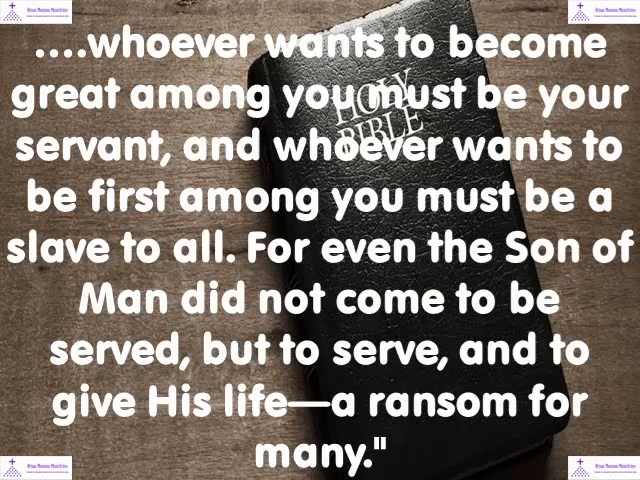 ....whoever wants to become
great among you must be your
servant, and whoever wants to
be first among you must be a
slave to all. For even the Son of
Man did not come to be
served, but to serve, and to
give His life—a ransom for
many."
HOLY
BIBLE